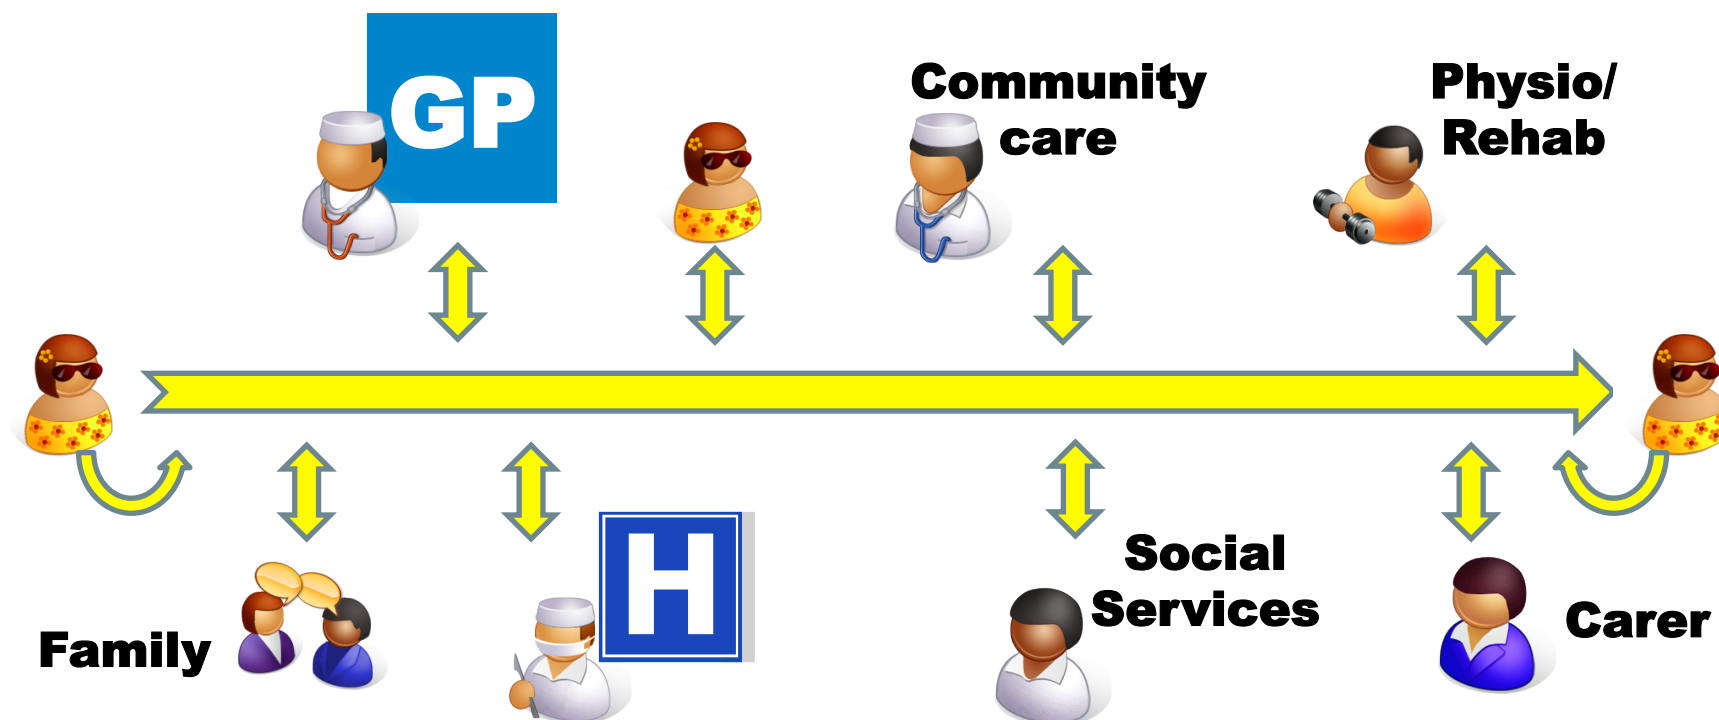 GP
Community
care
Physio/
Rehab
Family
H
Social
Services
Carer